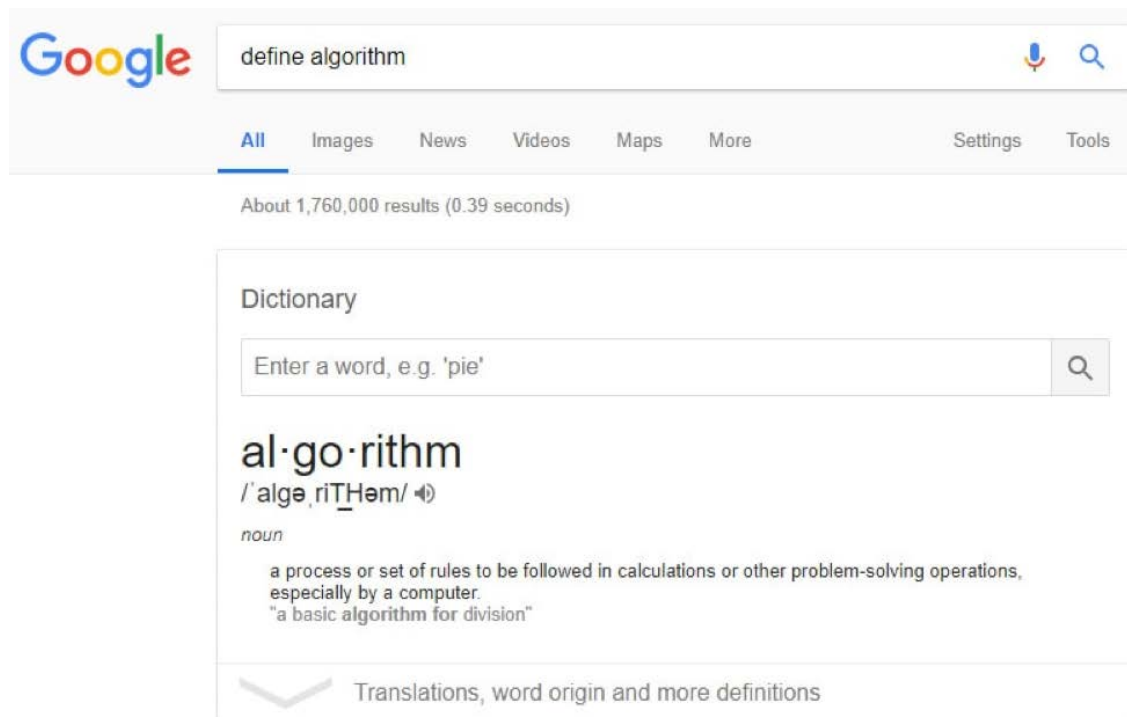 Google define algorithm
All Images News Videos Maps More Settings Tools
About 1,760,000 results (0.39 seconds)
Dictionary
Enter a word, e.g. 'pie'
al·go·rithm
/ˈalɡəˌriT͟Həm/
noun
a process or set of rules to be followed in calculations or other problem-solving operations,
especially by a computer.
"a basic algorithm for division"
Translations, word origin and more definitions